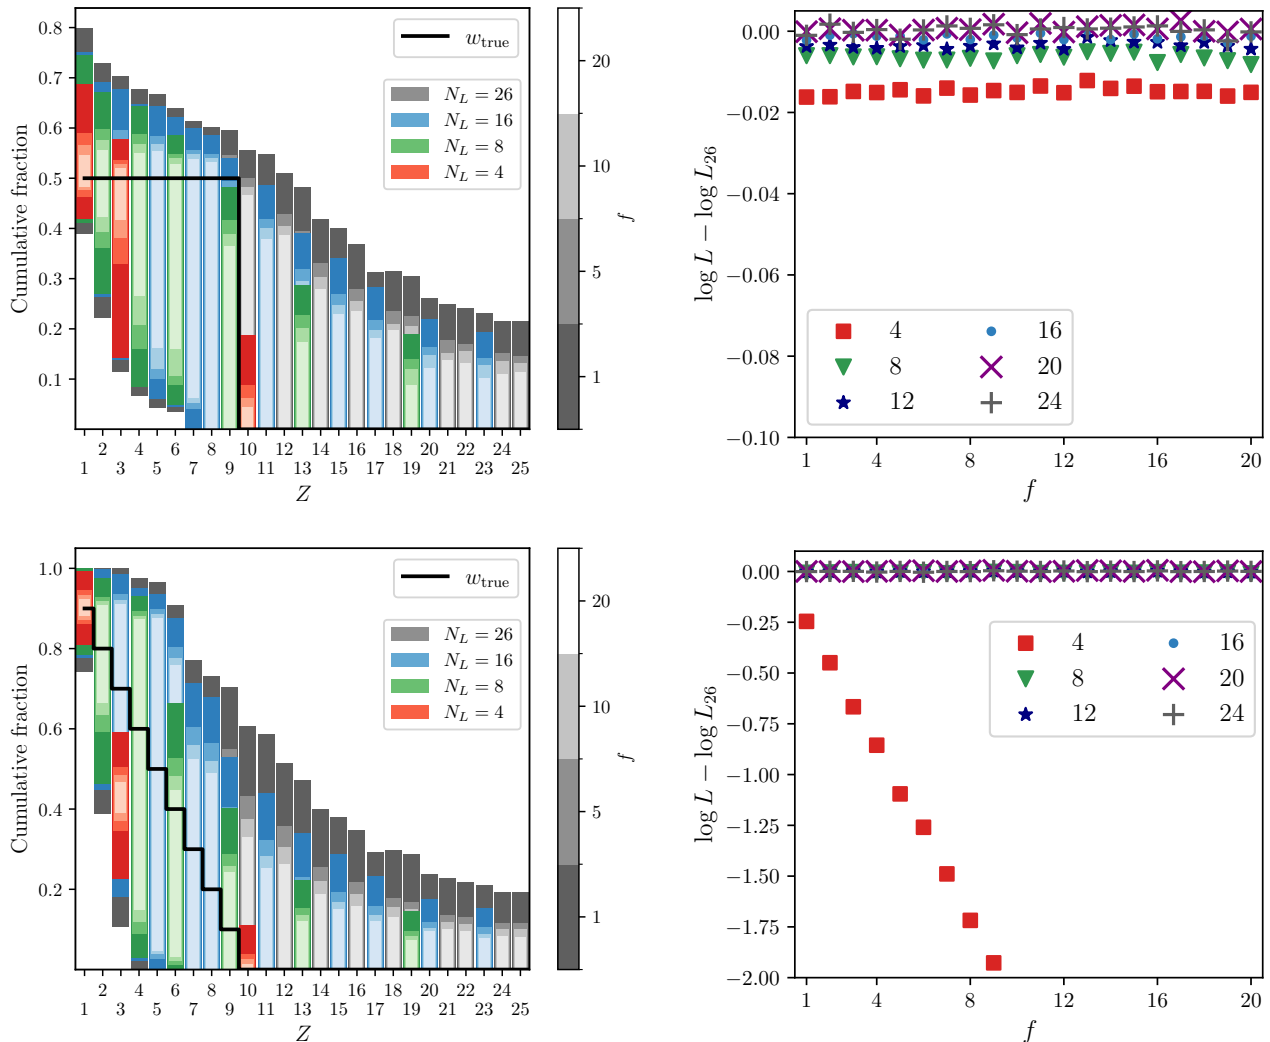 0.8
0.7
0.6
0.5
0.4
0.3
0.2
0.1
Cumulative fraction
w_true
N_L = 26
N_L = 16
N_L = 8
N_L = 4
2 4 6 8 10 12 14 16 18 20 22 24
1 3 5 7 9 11 13 15 17 19 21 23 25
Z
20
10
5
1
f
0.00
−0.02
−0.04
−0.06
−0.08
−0.10
log L − log L_26
4 16
8 20
12 24
1 4 8 12 16 20
f
1.0
0.8
0.6
0.4
0.2
Cumulative fraction
w_true
N_L = 26
N_L = 16
N_L = 8
N_L = 4
2 4 6 8 10 12 14 16 18 20 22 24
1 3 5 7 9 11 13 15 17 19 21 23 25
Z
20
10
5
1
f
0.00
−0.25
−0.50
−0.75
−1.00
−1.25
−1.50
−1.75
−2.00
log L − log L_26
4 16
8 20
12 24
1 4 8 12 16 20
f